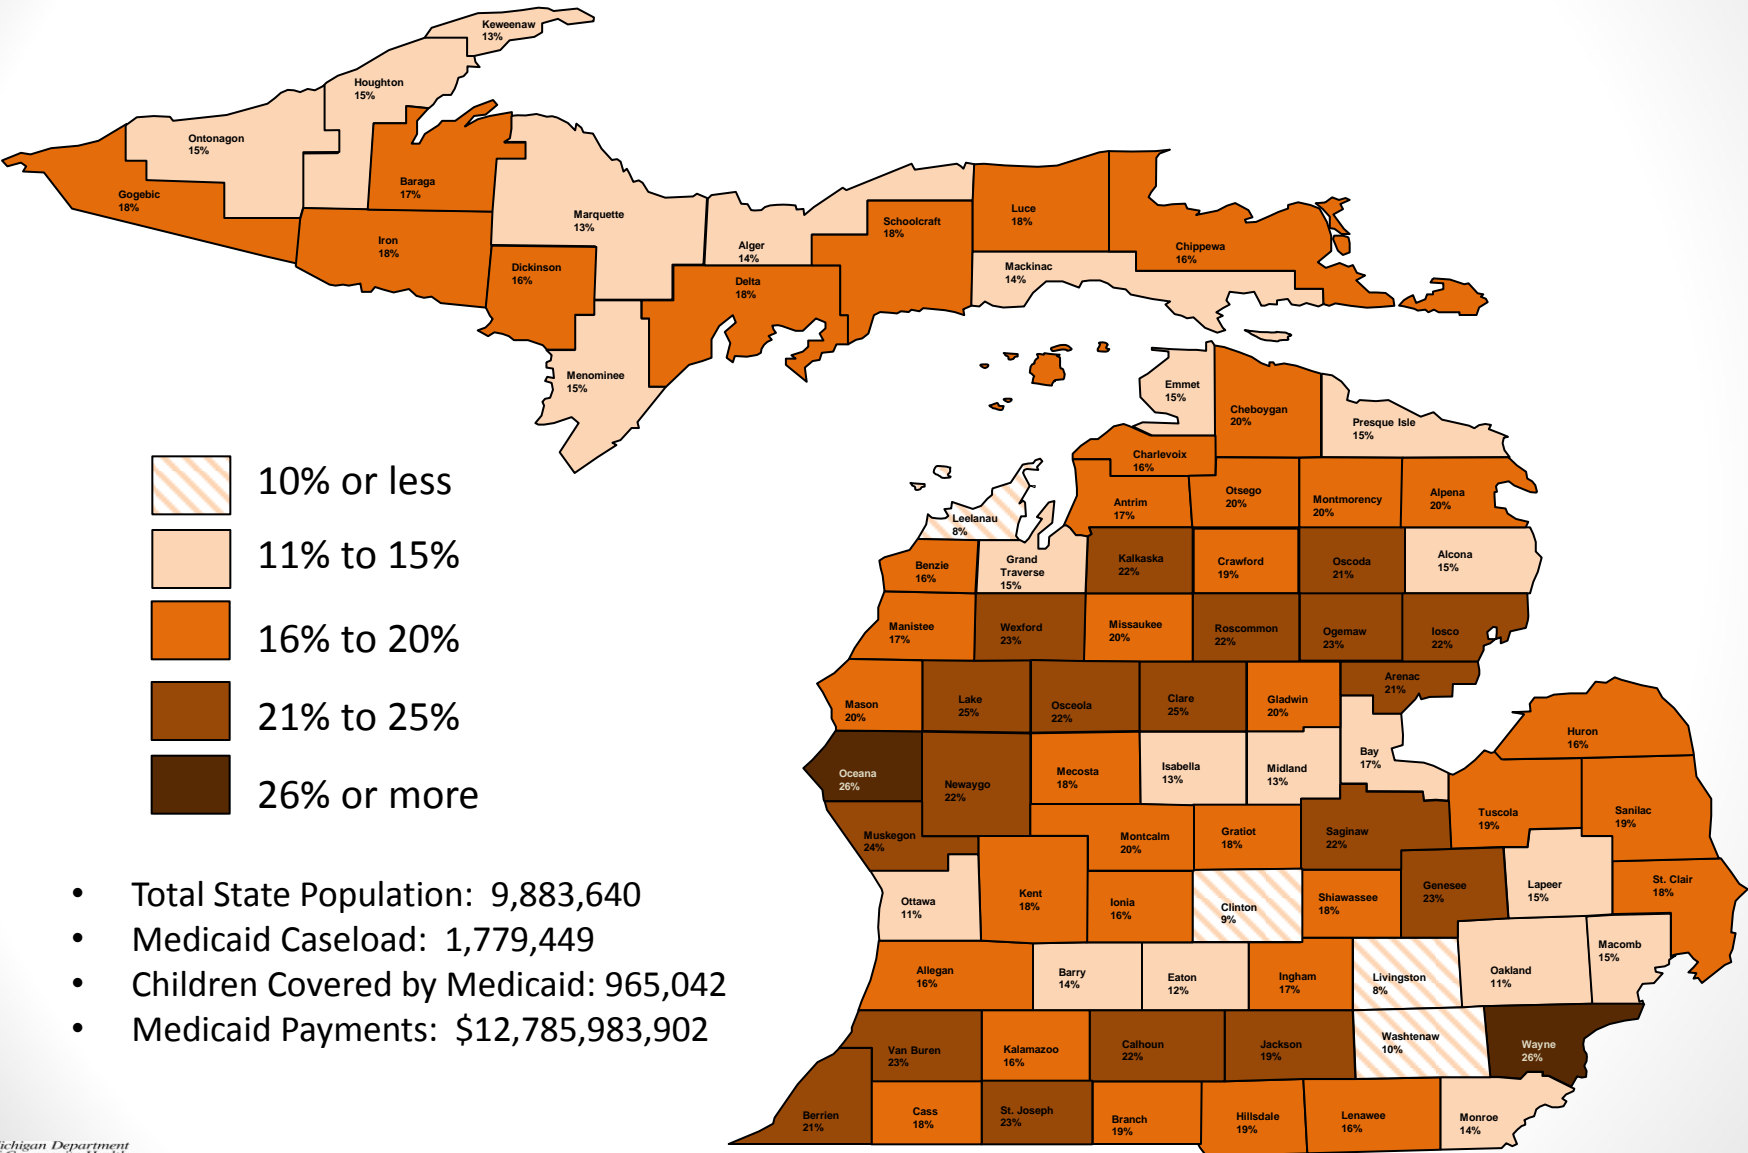 Keweenaw
13%
Houghton
15%
Ontonagon
15%
Baraga
17%
Gogebic
18%
Marquette
13%
Iron
18%
Dickinson
16%
Alger
14%
Delta
18%
Schoolcraft
18%
Luce
18%
Chippewa
16%
Mackinac
14%
Menominee
15%
Emmet
15%
Cheboygan
20%
Presque Isle
15%
Charlevoix
16%
Antrim
17%
Otsego
20%
Montmorency
20%
Alpena
20%
Leelanau
8%
Benzie
16%
Grand
Traverse
15%
Kalkaska
22%
Crawford
19%
Oscoda
21%
Alcona
15%
Manistee
17%
Wexford
23%
Missaukee
20%
Roscommon
22%
Ogemaw
23%
Iosco
22%
Mason
20%
Lake
25%
Osceola
22%
Clare
25%
Gladwin
20%
Arenac
21%
Oceana
26%
Newaygo
22%
Mecosta
18%
Isabella
13%
Midland
13%
Bay
17%
Huron
16%
Muskegon
24%
Montcalm
20%
Gratiot
18%
Saginaw
22%
Tuscola
19%
Sanilac
19%
Ottawa
11%
Kent
18%
Ionia
16%
Clinton
9%
Shiawassee
18%
Genesee
23%
Lapeer
15%
St. Clair
18%
Allegan
16%
Barry
14%
Eaton
12%
Ingham
17%
Livingston
8%
Oakland
11%
Macomb
15%
Van Buren
23%
Kalamazoo
16%
Calhoun
22%
Jackson
19%
Washtenaw
10%
Wayne
26%
Berrien
21%
Cass
18%
St. Joseph
23%
Branch
19%
Hillsdale
19%
Lenawee
16%
Monroe
14%
10% or less
11% to 15%
16% to 20%
21% to 25%
26% or more
• Total State Population: 9,883,640
• Medicaid Caseload: 1,779,449
• Children Covered by Medicaid: 965,042
• Medicaid Payments: $12,785,983,902
ichigan Department